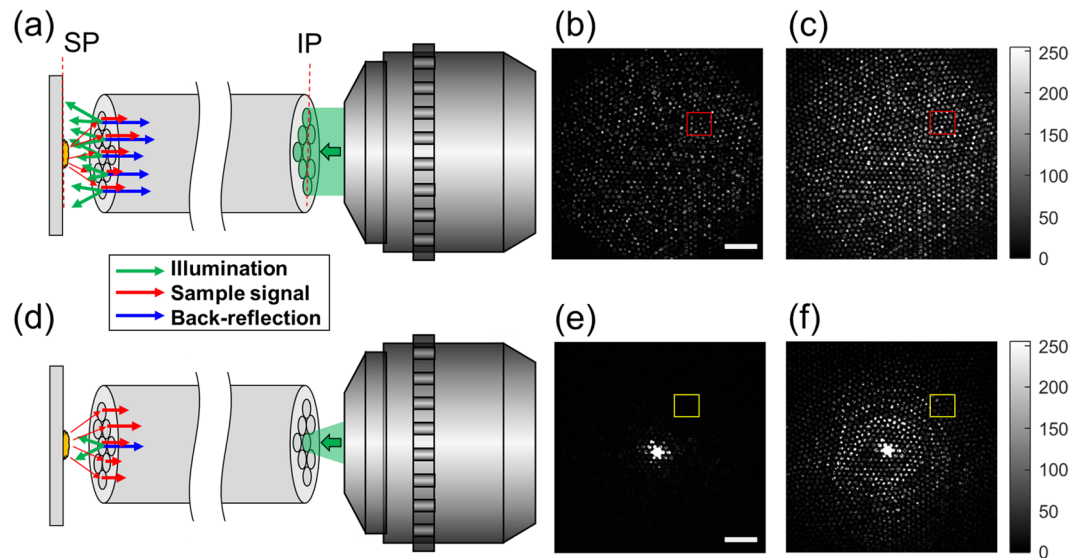 (a)
SP
IP
(b)
(c)
250
200
150
100
50
0
Illumination
Sample signal
Back-reflection
(d)
(e)
(f)
250
200
150
100
50
0